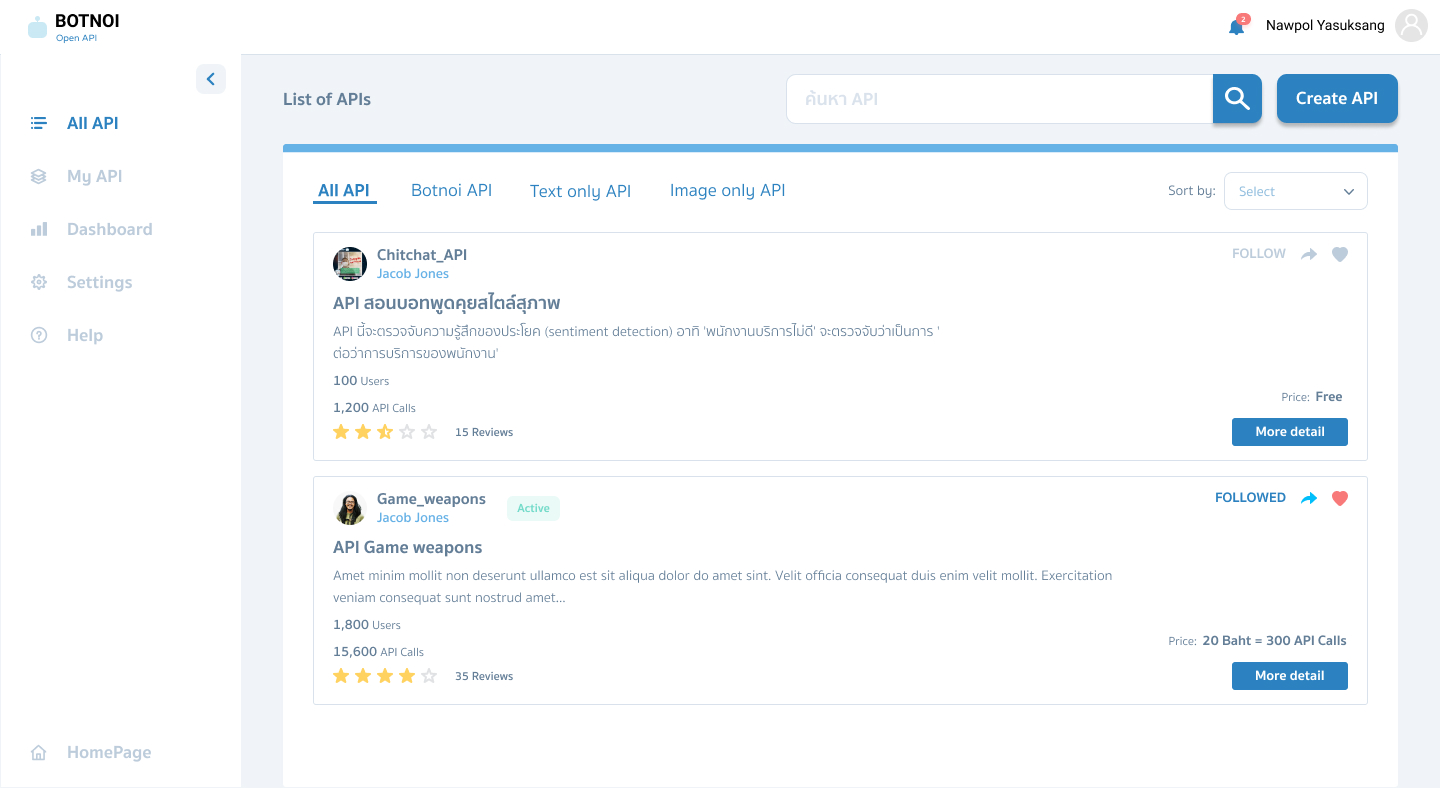 BOTNOI
Open API
2
Nawpol Yasuksang
All API
My API
Dashboard
Settings
Help
HomePage
List of APIs
ค้นหา API
Create API
All API
Botnoi API
Text only API
Image only API
Sort by:
Select
Chitchat_API
Jacob Jones
FOLLOW
API สอนบอทพูดคุยสไตล์สุภาพ
API นี้จะตรวจจับความรู้สึกของประโยค (sentiment detection) อาทิ 'พนักงานบริการไม่ดี' จะตรวจจับว่าเป็นการ '
ต่อว่าการบริการของพนักงาน'
100 Users
1,200 API Calls
15 Reviews
Price: Free
More detail
Game_weapons
Jacob Jones
Active
FOLLOWED
API Game weapons
Amet minim mollit non deserunt ullamco est sit aliqua dolor do amet sint. Velit officia consequat duis enim velit mollit. Exercitation
veniam consequat sunt nostrud amet...
1,800 Users
15,600 API Calls
35 Reviews
Price: 20 Baht = 300 API Calls
More detail